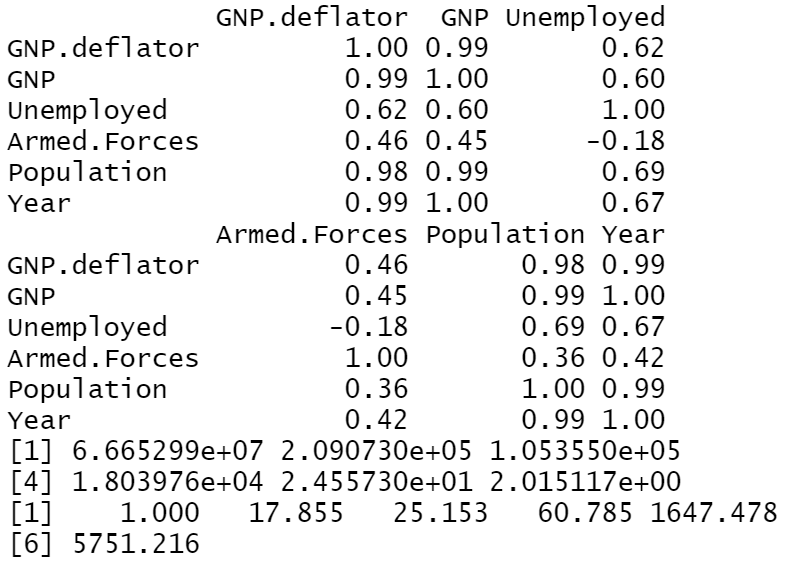 GNP.deflator  GNP Unemployed
GNP.deflator         1.00 0.99       0.62
GNP                  0.99 1.00       0.60
Unemployed           0.62 0.60       1.00
Armed.Forces         0.46 0.45      -0.18
Population           0.98 0.99       0.69
Year                 0.99 1.00       0.67
             Armed.Forces Population Year
GNP.deflator         0.46       0.98 0.99
GNP                  0.45       0.99 1.00
Unemployed          -0.18       0.69 0.67
Armed.Forces         1.00       0.36 0.42
Population           0.36       1.00 0.99
Year                 0.42       0.99 1.00
[1] 6.665299e+07 2.090730e+05 1.053550e+05
[4] 1.803976e+04 2.455730e+01 2.015117e+00
[1]    1.000   17.855   25.153   60.785 1647.478
[6] 5751.216